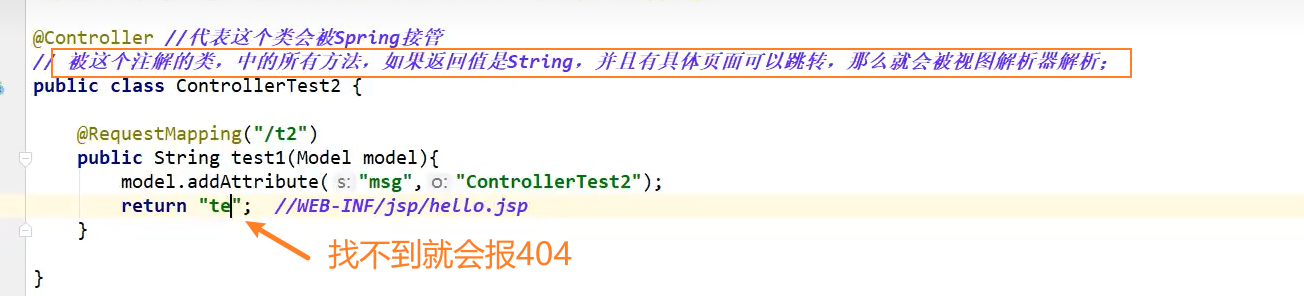 @Controller //代表这个类会被Spring接管
// 被这个注解的类，中的所有方法，如果返回值是String，并且有具体页面可以跳转，那么就会被视图解析器解析；
public class ControllerTest2 {
@RequestMapping("/t2")
public String test1(Model model){
model.addAttribute( s: "msg", o: "ControllerTest2");
return "te"; //WEB-INF/jsp/hello.jsp
}
找不到就会报404
}